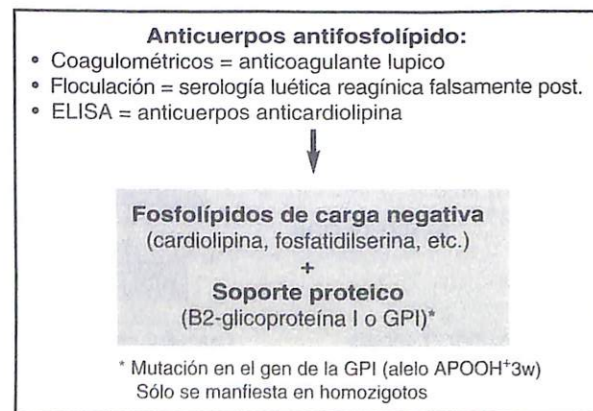 Anticuerpos antifosfolípido:
• Coagulométricos = anticoagulante lupico
• Floculación = serología luética reagínica falsamente post.
• ELISA = anticuerpos anticardiolipina
Fosfolípidos de carga negativa
(cardiolipina, fosfatidilserina, etc.)
+
Soporte proteico
(B2-glicoproteína I o GPI)*
* Mutación en el gen de la GPI (alelo APOOH+3w)
Sólo se manfiesta en homozigotos